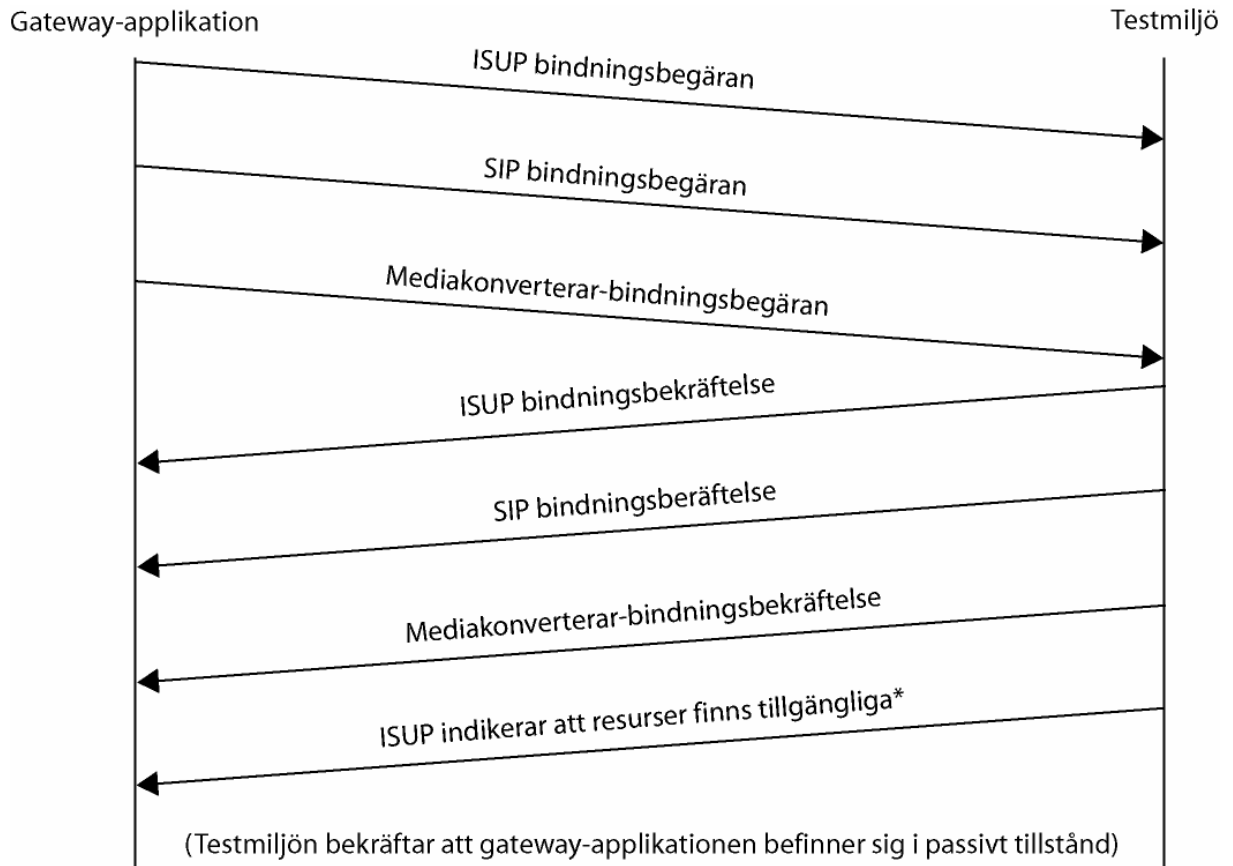 Gateway-applikation
Testmiljö
ISUP bindningsbegäran
SIP bindningsbegäran
Mediakonverterar-bindningsbegäran
ISUP bindningsbekräftelse
SIP bindningsberäftelse
Mediakonverterar-bindningsbekräftelse
ISUP indikerar att resurser finns tillgängliga*
(Testmiljön bekräftar att gateway-applikationen befinner sig i passivt tillstånd)